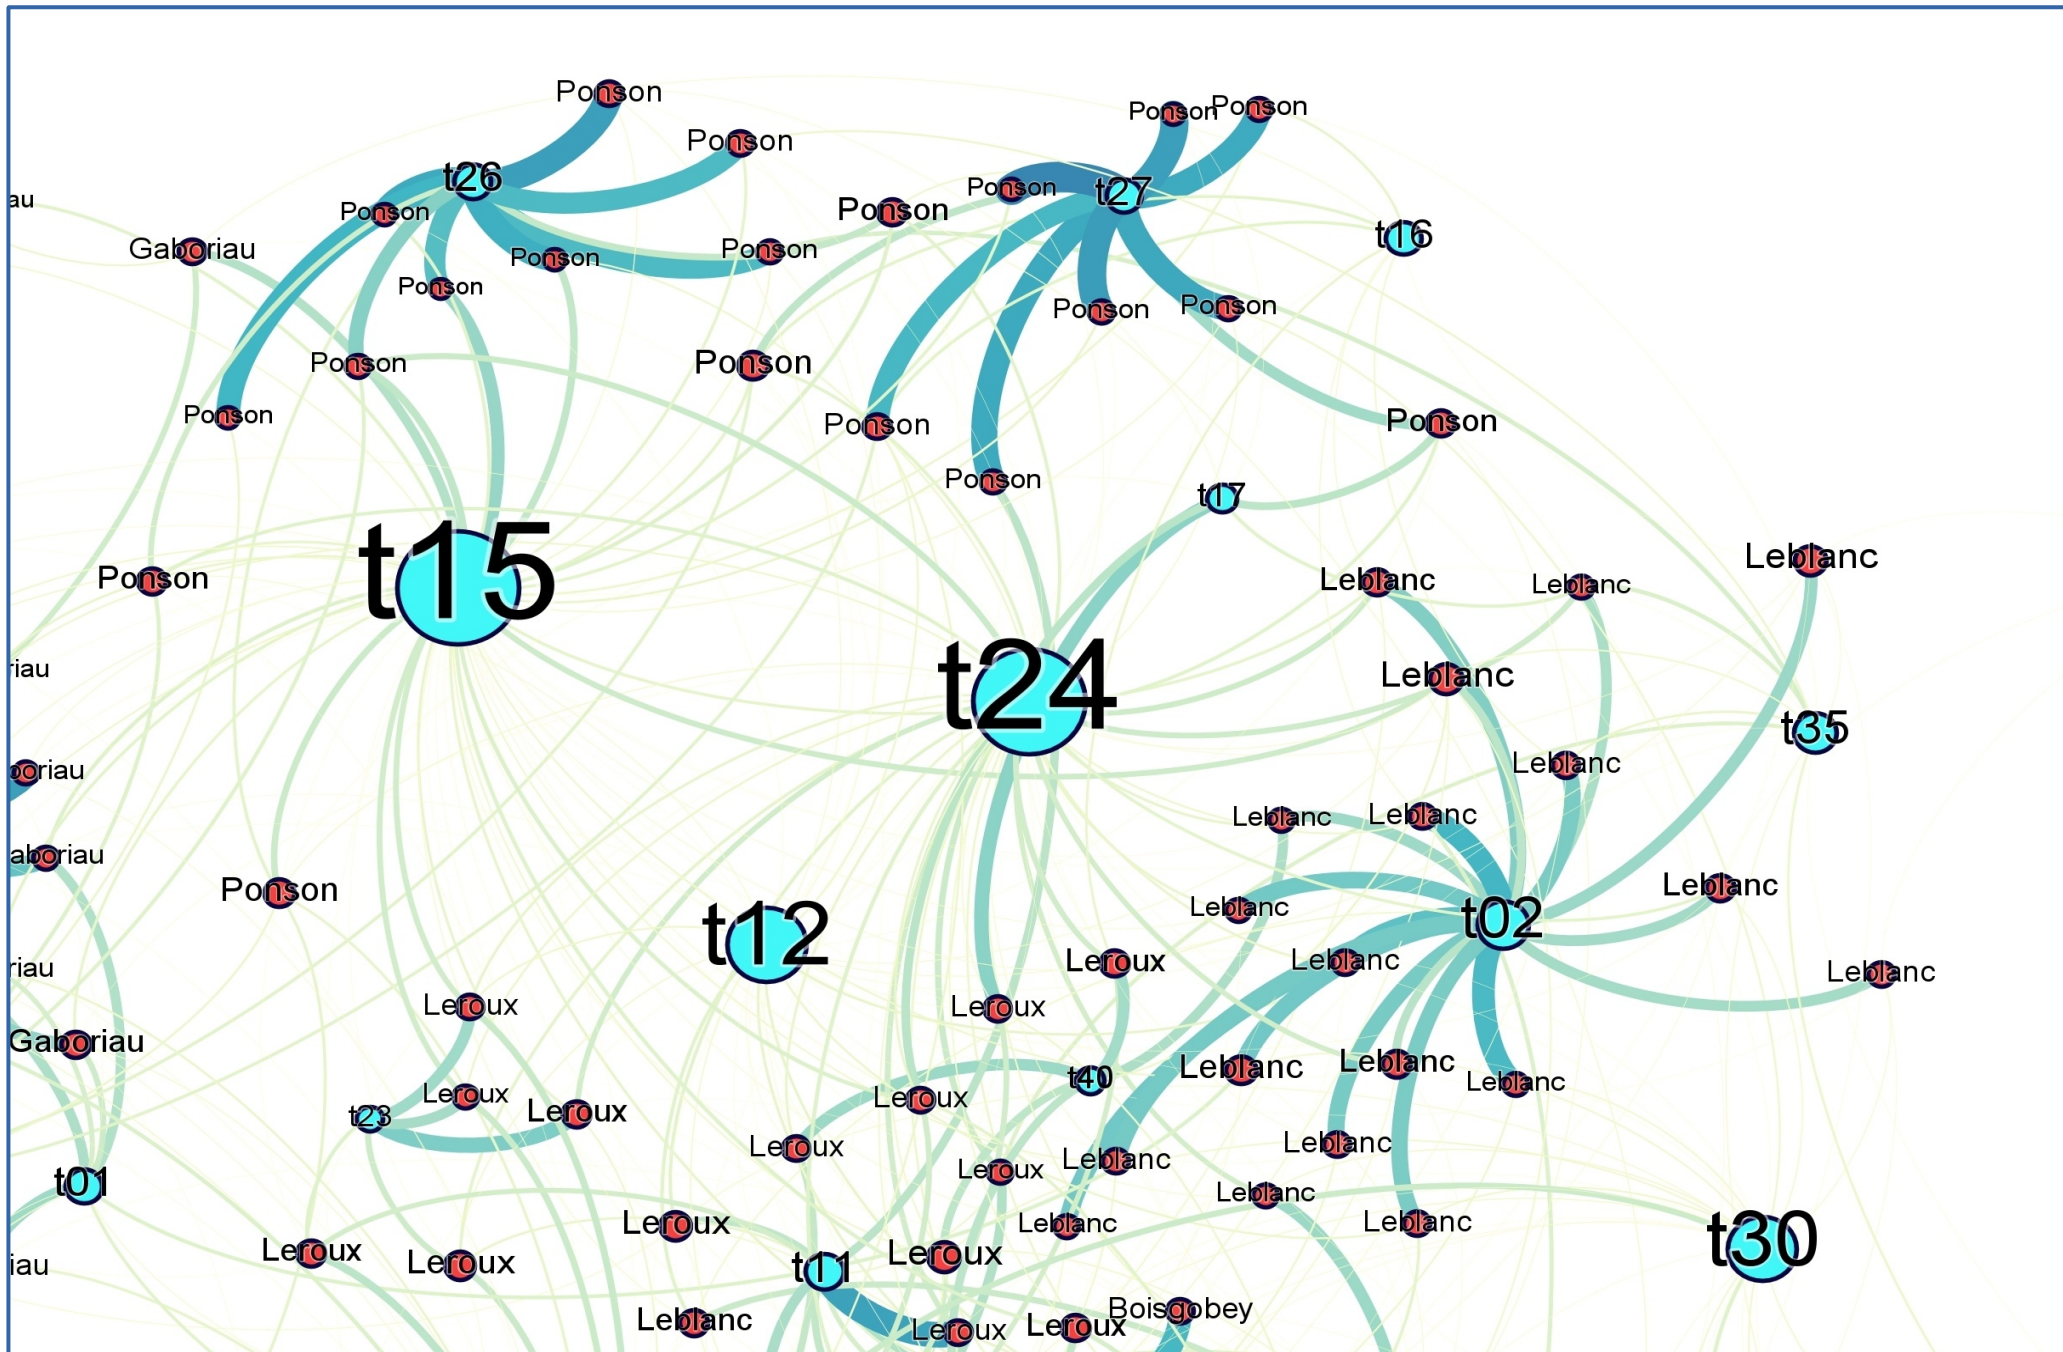 Ponson
Ponson Ponson
Ponson
t26
Ponson
t27
au
Ponson
Ponson
t16
Gaboriau
Ponson
Ponson
Ponson
Ponson
Ponson
Ponson
Ponson
Ponson
Ponson
Ponson
Ponson
Ponson
t17
t15
Leblanc
Ponson
Leblanc
Leblanc
riau
t24
Leblanc
t35
boriau
Leblanc
Leblanc
Leblanc
aboriau
Ponson
Leblanc
Leblanc
t12
t02
riau
Leroux
Leblanc
Leblanc
Leroux
Leroux
Gaboriau
Leblanc
Leblanc
t40
Leblanc
Leroux
Leroux
t23
Leroux
Leroux
Leblanc
Leroux
Leblanc
t01
Leblanc
Leroux
Leblanc
Leblanc
Leroux
Leroux
Leroux
t30
iau
t11
Boisgobey
Leblanc
Leroux
Leroux